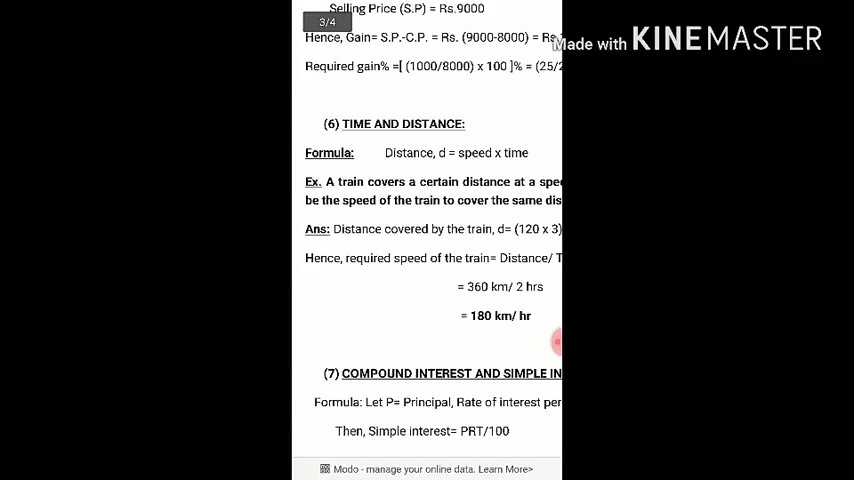 Selling Price (S.P) = Rs.9000
3/4
Hence, Gain= S.P.-C.P. = Rs. (9000-8000) = Rs
Made with KINEMASTER
Required gain% =[ (1000/8000) x 100 ]% = (25/2
(6) TIME AND DISTANCE:
Formula: Distance, d = speed x time
Ex. A train covers a certain distance at a spe
be the speed of the train to cover the same dis
Ans: Distance covered by the train, d= (120 x 3)
Hence, required speed of the train= Distance/ T
= 360 km/ 2 hrs
= 180 km/ hr
(7) COMPOUND INTEREST AND SIMPLE IN
Formula: Let P= Principal, Rate of interest per
Then, Simple interest= PRT/100
Modo - manage your online data. Learn More>